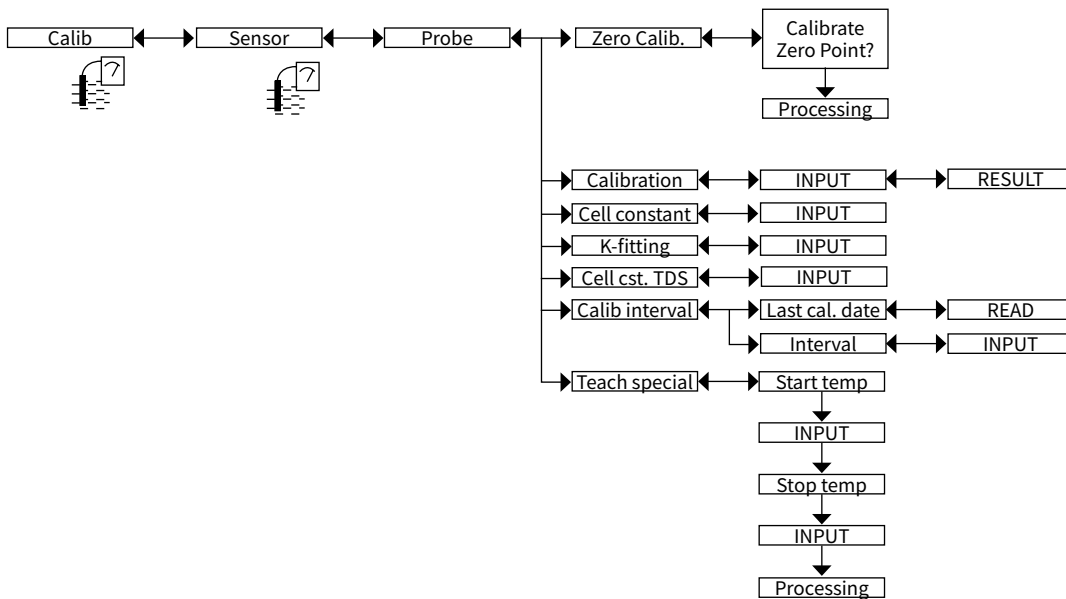 Calib
Sensor
Probe
Zero Calib.
Calibrate
Zero Point?
Processing
Calibration
INPUT
RESULT
Cell constant
INPUT
K-fitting
INPUT
Cell cst. TDS
INPUT
Calib interval
Last cal. date
READ
Interval
INPUT
Teach special
Start temp
INPUT
Stop temp
INPUT
Processing